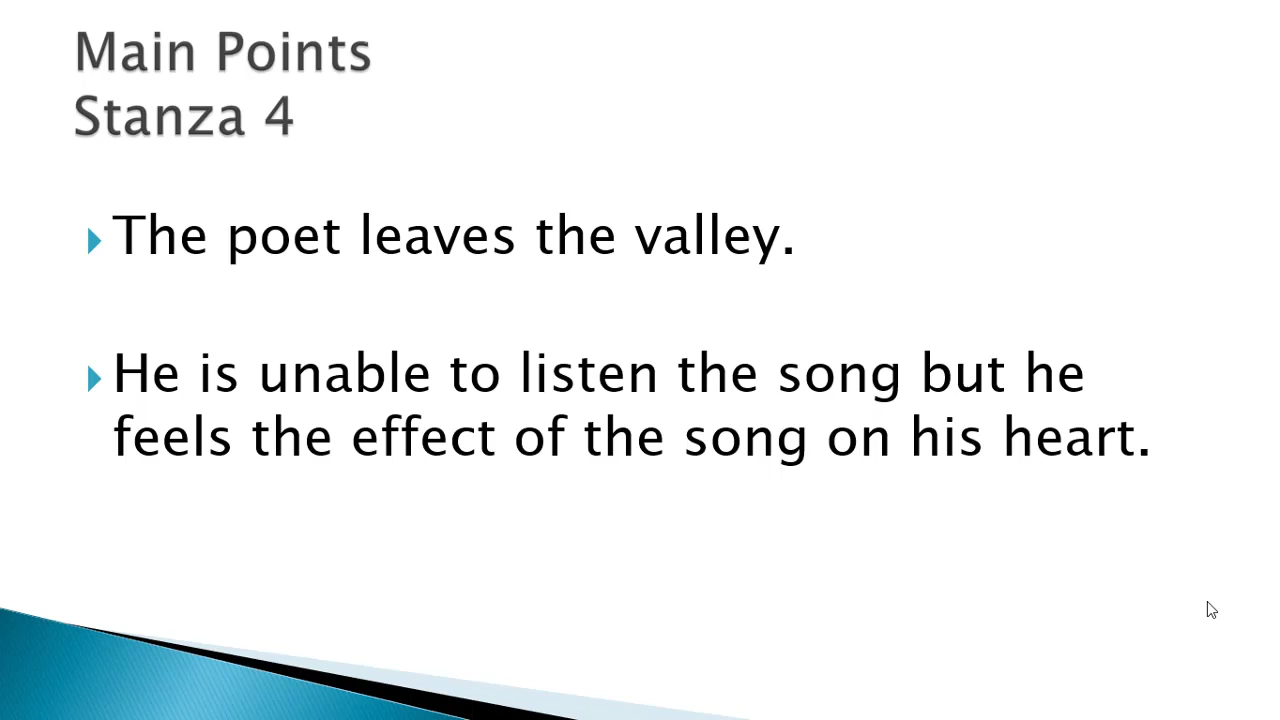 Main Points
Stanza 4
The poet leaves the valley.
He is unable to listen the song but he
feels the effect of the song on his heart.